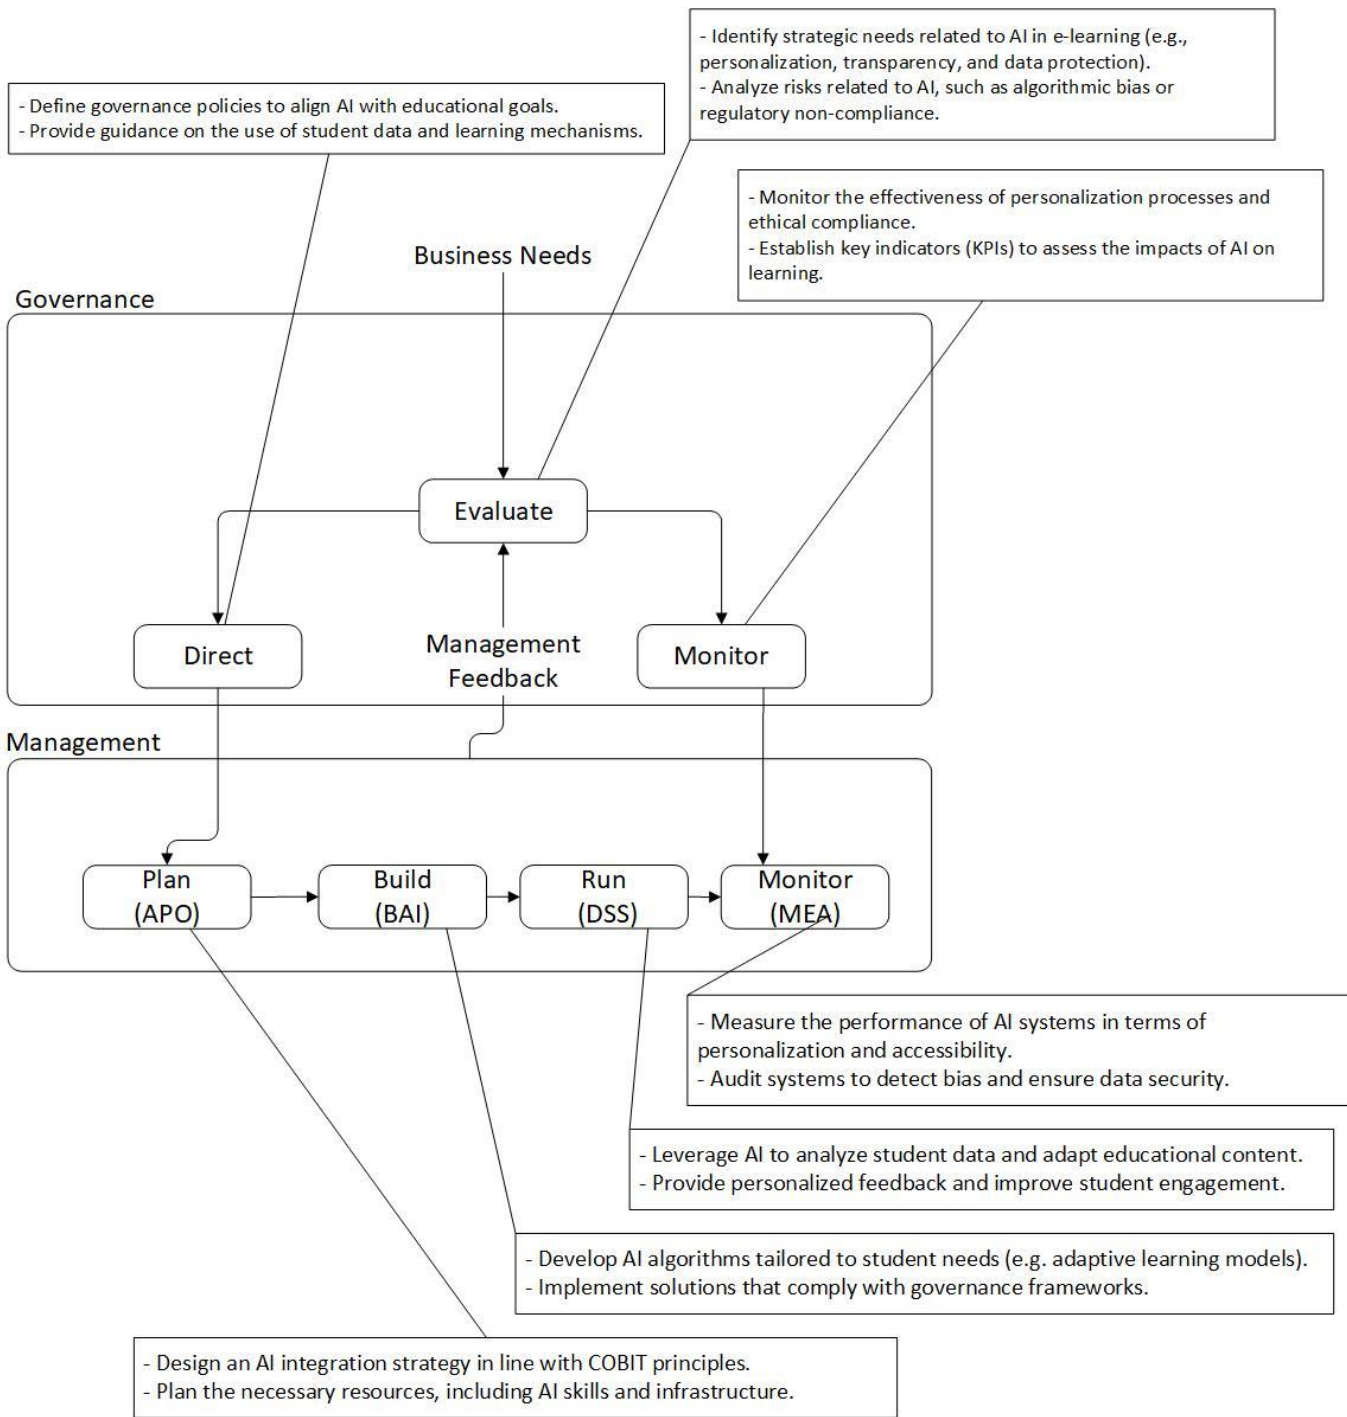 - Identify strategic needs related to AI in e-learning (e.g.,
personalization, transparency, and data protection).
- Analyze risks related to AI, such as algorithmic bias or
regulatory non-compliance.
- Define governance policies to align AI with educational goals.
- Provide guidance on the use of student data and learning mechanisms.
- Monitor the effectiveness of personalization processes and
ethical compliance.
- Establish key indicators (KPIs) to assess the impacts of AI on
learning.
Business Needs
Governance
Evaluate
Direct
Management
Feedback
Monitor
Management
Plan
(APO)
Build
(BAI)
Run
(DSS)
Monitor
(MEA)
- Measure the performance of AI systems in terms of
personalization and accessibility.
- Audit systems to detect bias and ensure data security.
- Leverage AI to analyze student data and adapt educational content.
- Provide personalized feedback and improve student engagement.
- Develop AI algorithms tailored to student needs (e.g. adaptive learning models).
- Implement solutions that comply with governance frameworks.
- Design an AI integration strategy in line with COBIT principles.
- Plan the necessary resources, including AI skills and infrastructure.